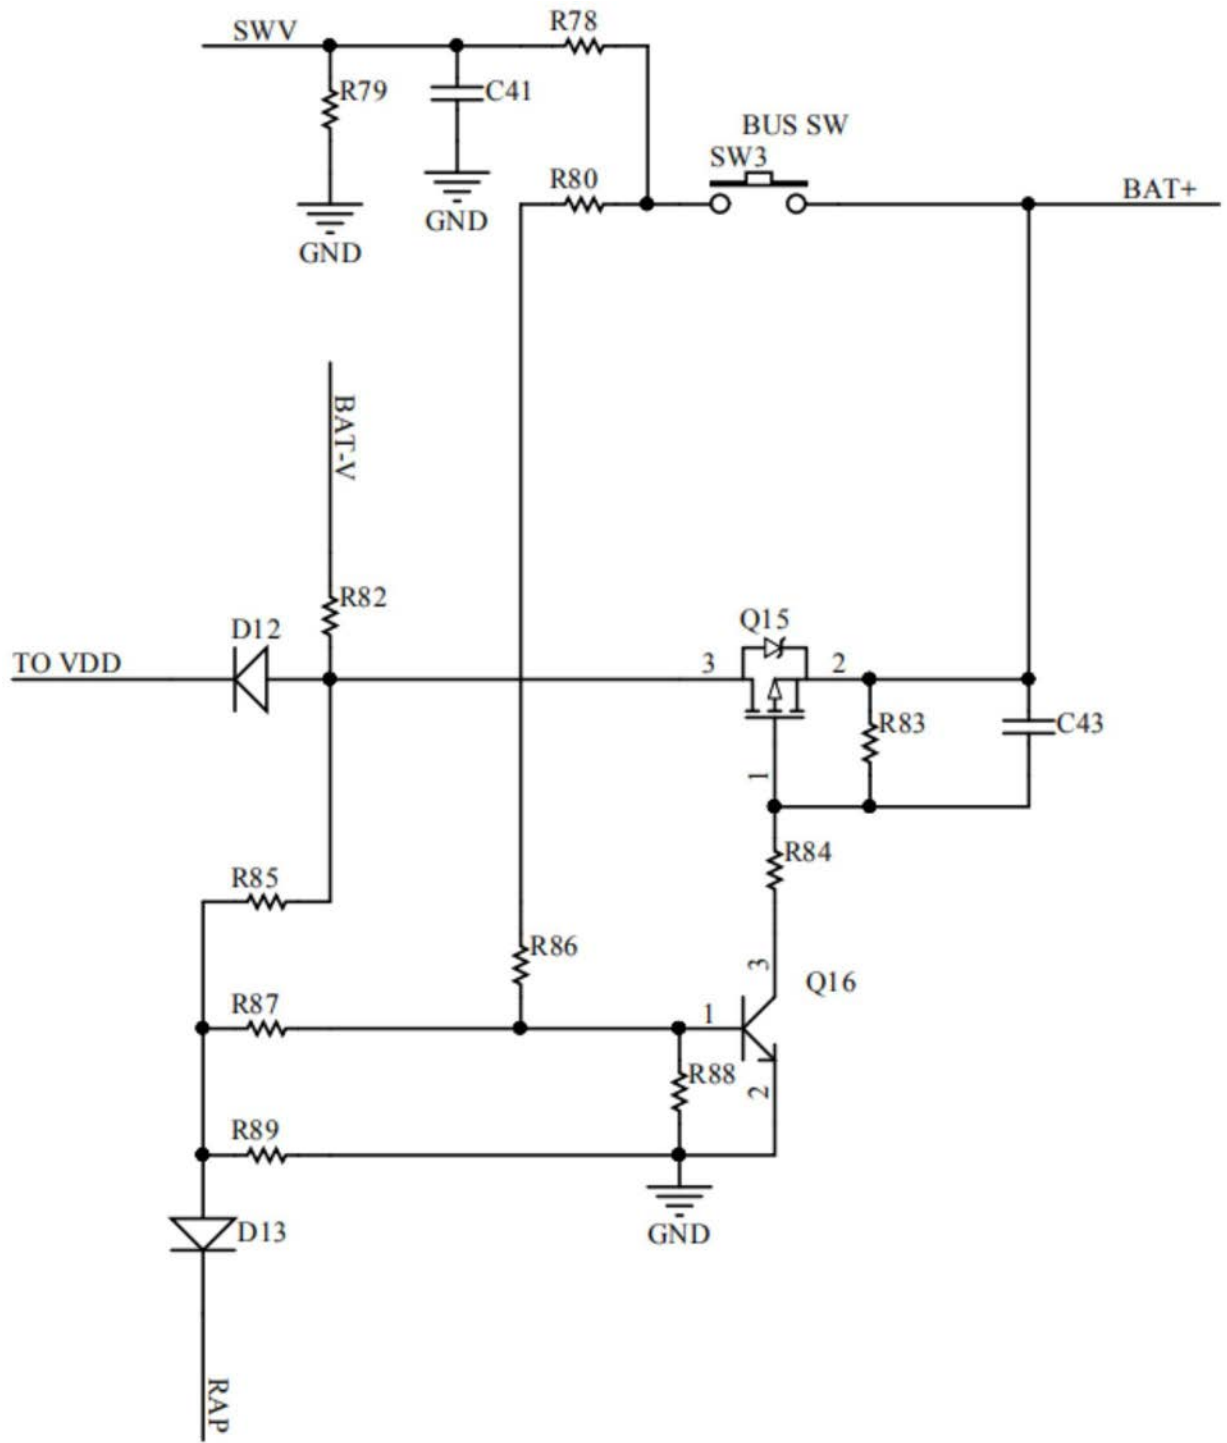 SWV
R78
R79
C41
BUS SW
SW3
R80
BAT+
GND
GND
BAT-V
R82
D12
Q15
TO VDD
3
2
R83
C43
1
R84
R85
R86
3
Q16
R87
1
R88
2
R89
D13
GND
RAP